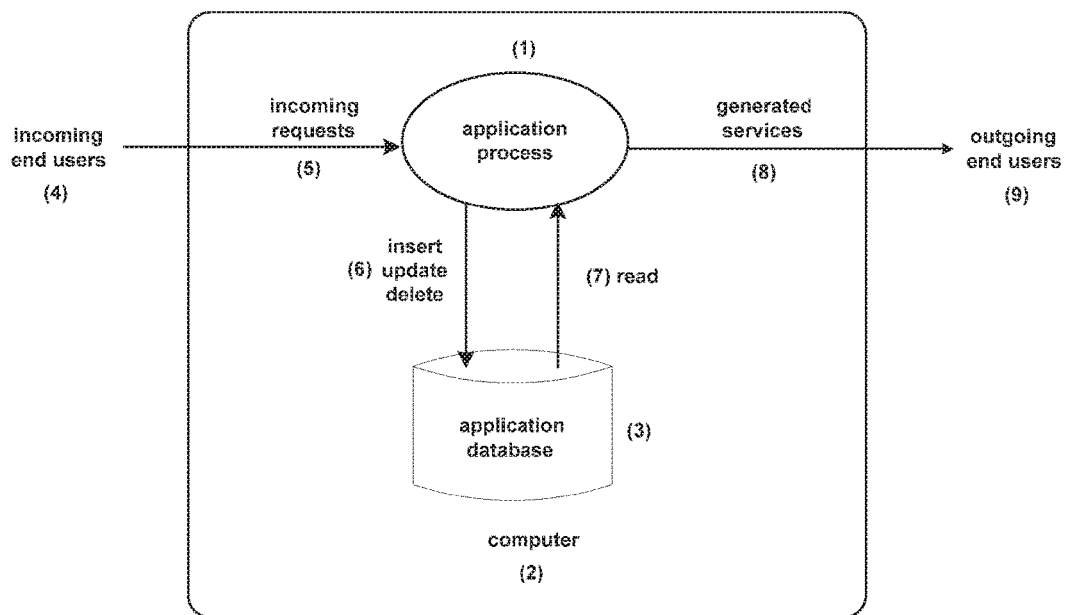 (1)
incoming
requests
(5)
application
process
generated
services
(8)
incoming
end users
(4)
outgoing
end users
(9)
(6)
insert
update
delete
(7) read
application
database
(3)
computer
(2)